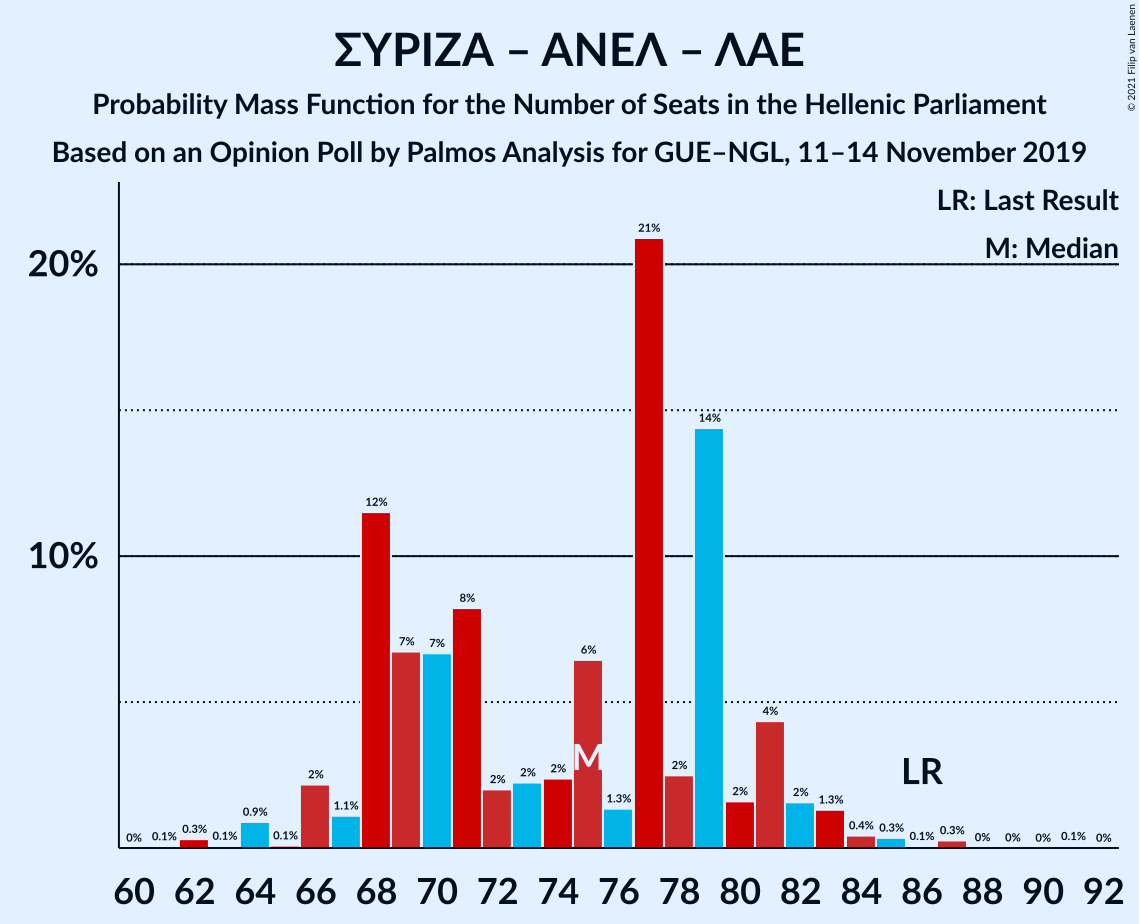 ΣΥΡΙΖΑ – ΑΝΕΛ – ΛΑΕ
Probability Mass Function for the Number of Seats in the Hellenic Parliament
Based on an Opinion Poll by Palmos Analysis for GUE–NGL, 11–14 November 2019
© 2021 Filip van Laenen
LR: Last Result
M: Median
20%
10%
0% 0.1% 0.3% 0.1% 0.9% 0.1% 2% 1.1% 12% 7% 7% 8% 2% 2% 2% 6% 1.3% 21% 2% 14% 2% 4% 2% 1.3% 0.4% 0.3% 0.1% 0.3% 0% 0% 0% 0.1% 0%
M
LR
60 62 64 66 68 70 72 74 76 78 80 82 84 86 88 90 92